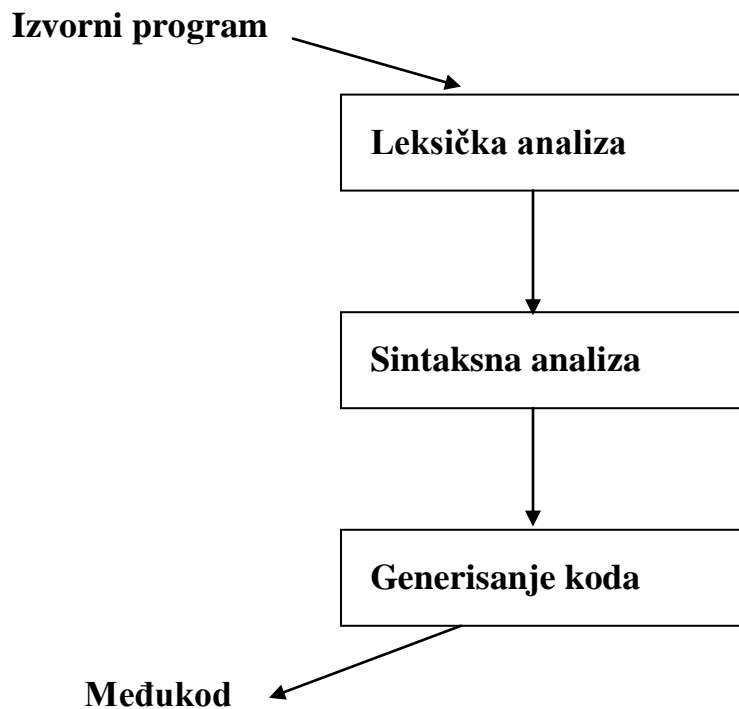 Izvorni program
Leksička analiza
Sintaksna analiza
Generisanje koda
Međukod